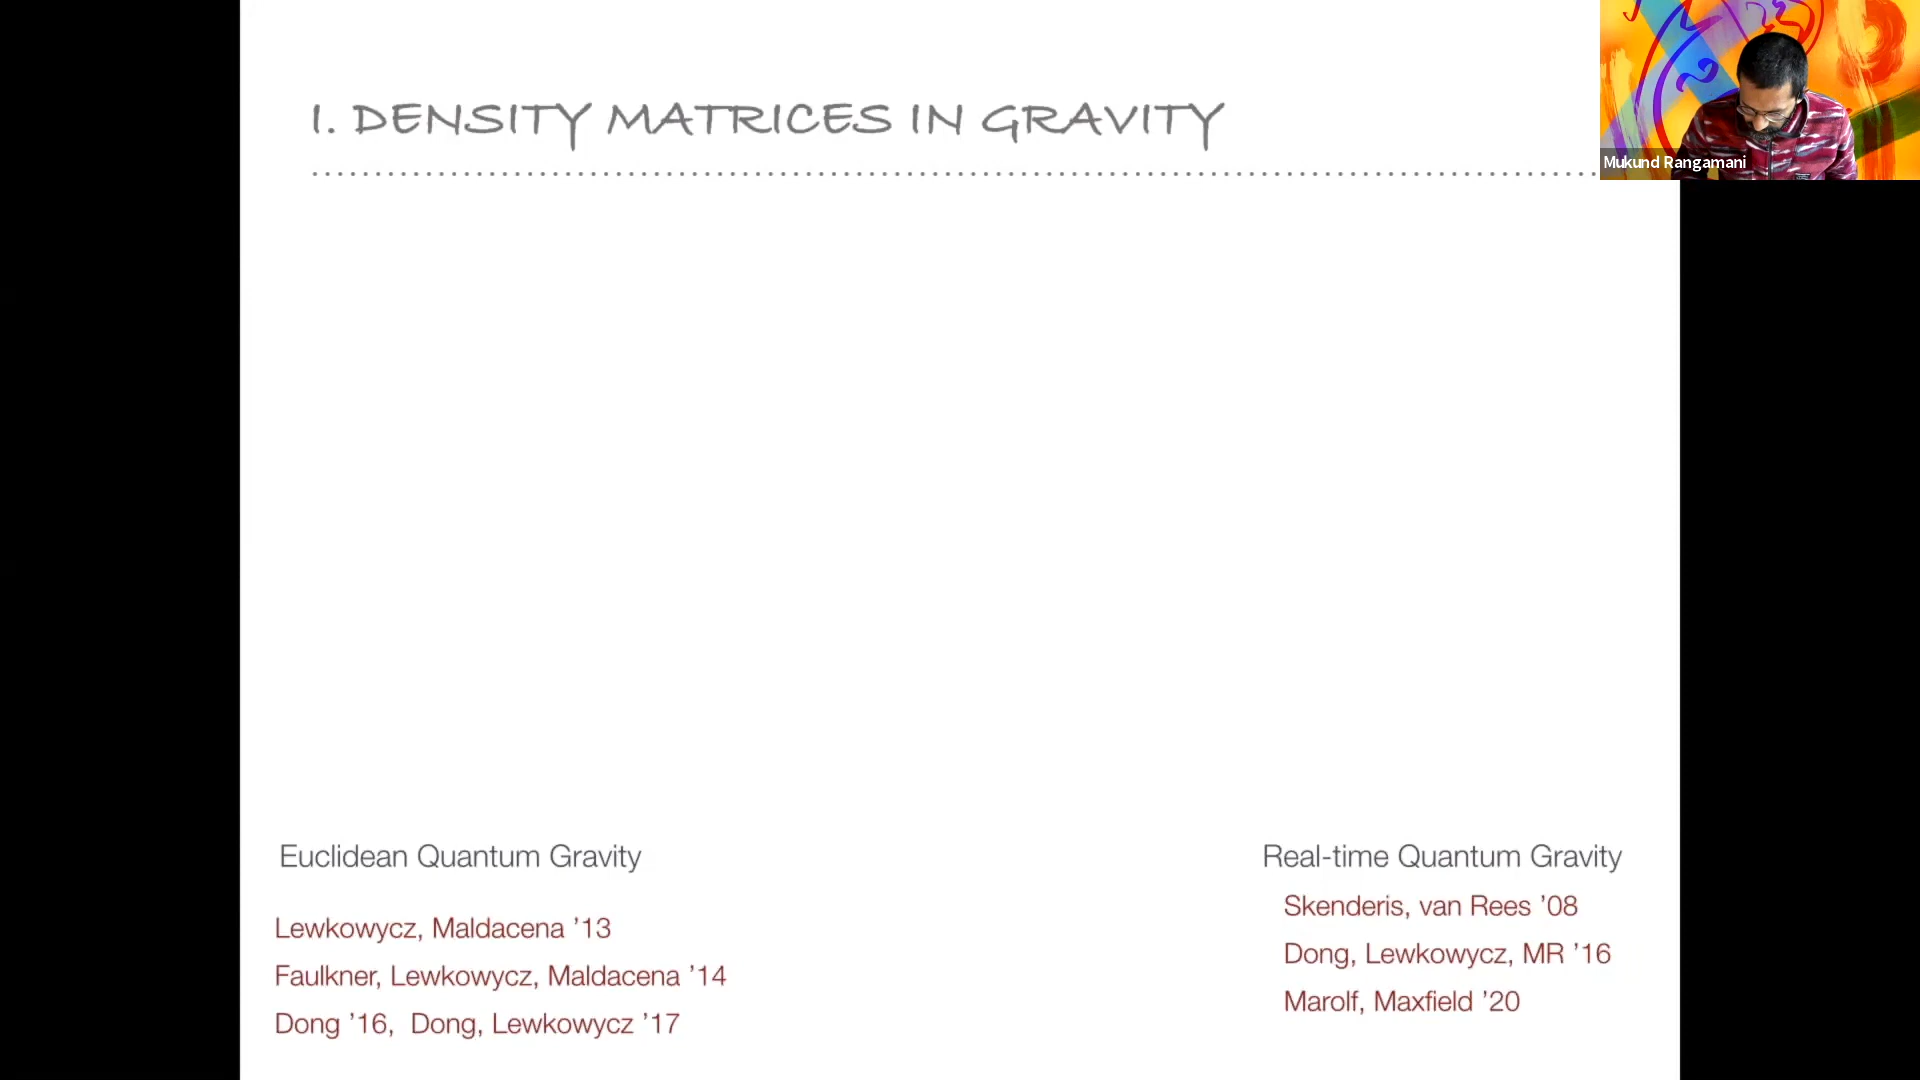 I. DENSITY MATRICES IN GRAVITY
Mukund Rangamani
Euclidean Quantum Gravity
Lewkowycz, Maldacena ’13
Faulkner, Lewkowycz, Maldacena ’14
Dong ’16, Dong, Lewkowycz ’17
Real-time Quantum Gravity
Skenderis, van Rees ’08
Dong, Lewkowycz, MR ’16
Marolf, Maxfield ’20